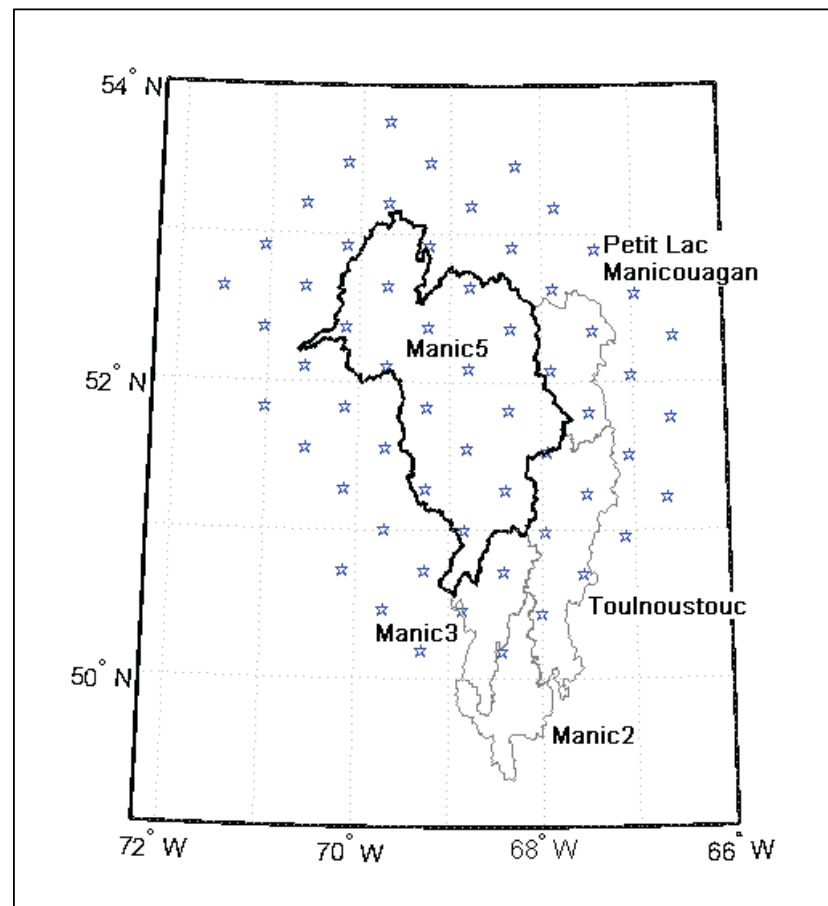 54° N
Petit Lac
Manicouagan
Manic5
52° N
Toulnoustouc
Manic3
50° N
Manic2
72° W
70° W
68° W
66° W